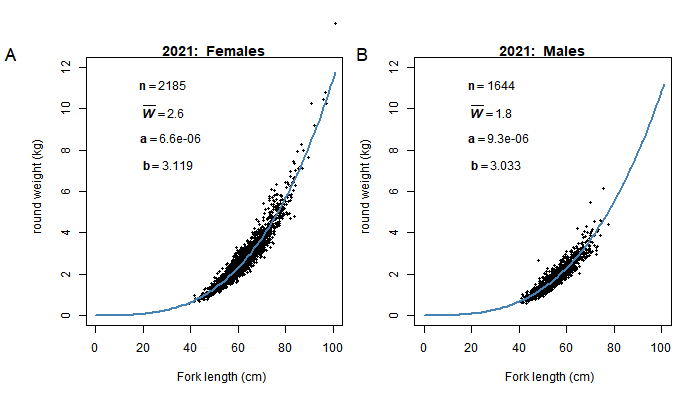 A
2021: Females
n = 2185
W = 2.6
a = 6.6e-06
b = 3.119
round weight (kg)
0 2 4 6 8 10 12
0 20 40 60 80 100
Fork length (cm)
B
2021: Males
n = 1644
W = 1.8
a = 9.3e-06
b = 3.033
round weight (kg)
0 2 4 6 8 10 12
0 20 40 60 80 100
Fork length (cm)